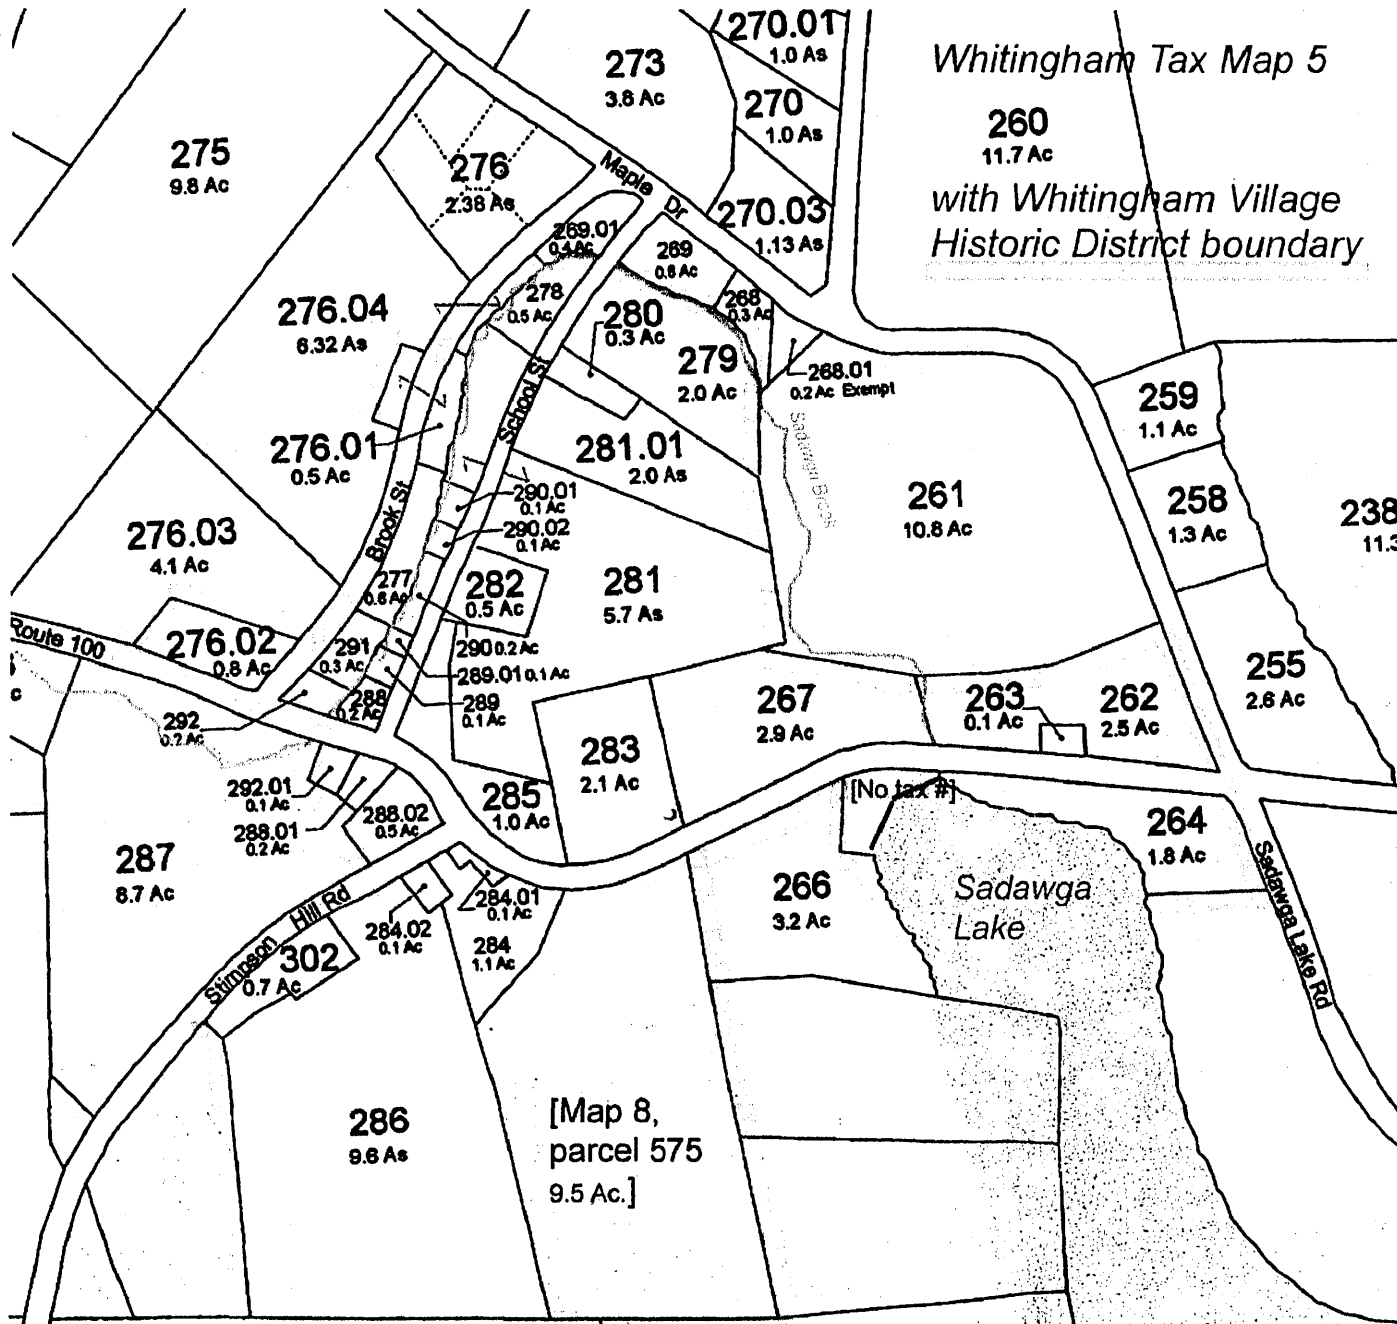 270.01
1.0 As
Whitingham Tax Map 5
273
3.8 Ac
270
1.0 As
260
11.7 Ac
275
9.8 Ac
276
2.38 As
Maple Dr
270.03
1.13 As
with Whitingham Village
Historic District boundary
269.01
0.4 Ac
269
0.6 Ac
278
0.5 Ac
268
0.3 Ac
276.04
6.32 As
280
0.3 Ac
279
2.0 Ac
268.01
0.2 Ac Exempt
259
1.1 Ac
School St
Sadawga Brook
276.01
0.5 Ac
281.01
2.0 As
261
10.8 Ac
258
1.3 Ac
238
11.3
290.01
0.1 Ac
290.02
0.1 Ac
Brook St
276.03
4.1 Ac
277
0.6 Ac
282
0.5 Ac
281
5.7 As
Route 100
276.02
0.8 Ac
291
0.3 Ac
290 0.2 Ac
289.01 0.1 Ac
289
0.1 Ac
288
0.2 Ac
292
0.2 Ac
267
2.9 Ac
263
0.1 Ac
262
2.5 Ac
255
2.6 Ac
283
2.1 Ac
292.01
0.1 Ac
288.01
0.2 Ac
288.02
0.5 Ac
285
1.0 Ac
[No tax #]
264
1.8 Ac
287
8.7 Ac
266
3.2 Ac
Sadawga
Lake
Sadawga Lake Rd
284.01
0.1 Ac
284.02
0.1 Ac
284
1.1 Ac
Stimpson Hill Rd
302
0.7 Ac
286
9.6 As
[Map 8,
parcel 575
9.5 Ac.]